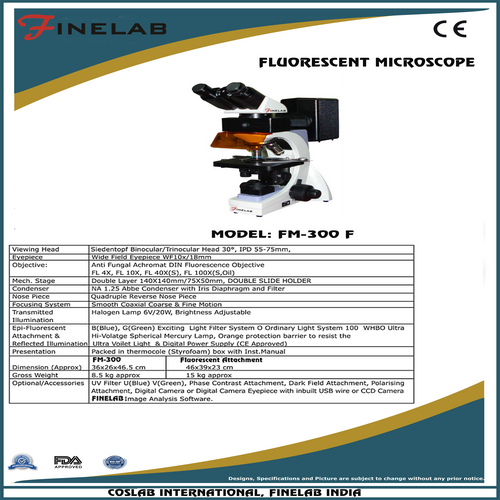 FINELAB
CE
FLUORESCENT MICROSCOPE
FINELAB
MODEL: FM-300 F
Viewing Head Siedentopf Binocular/Trinocular Head 30°, IPD 55-75mm,
Eyepiece Wide Field Eyepiece WF10x/18mm
Objective: Anti Fungal Achromat DIN Fluorescence Objective
FL 4X, FL 10X, FL 40X(S), FL 100X(S,Oil)
Mech. Stage Double Layer 140X140mm/75X50mm, DOUBLE SLIDE HOLDER
Condenser NA 1.25 Abbe Condenser with Iris Diaphragm and Filter
Nose Piece Quadruple Reverse Nose Piece
Focusing System Smooth Coaxial Coarse & Fine Motion
Transmitted Halogen Lamp 6V/20W, Brightness Adjustable
Illumination
Epi-Fluorescent B(Blue), G(Green) Exciting Light Filter System O Ordinary Light System 100 WHBO Ultra
Attachment & Hi-Volatge Spherical Mercury Lamp, Orange protection barrier to resist the
Reflected Illumination Ultra Voilet Light & Digital Power Supply (CE Approved)
Presentation Packed in thermocole (Styrofoam) box with Inst.Manual
FM-300 Fluorescent Attachment
Dimension (Approx) 36x26x46.5 cm 46x39x23 cm
Gross Weight 8.5 kg approx 15 kg approx
Optional/Accessories UV Filter U(Blue) V(Green), Phase Contrast Attachment, Dark Field Attachment, Polarising
Attachment, Digital Camera or Digital Camera Eyepiece with inbuilt USB wire or CCD Camera
FINELAB Image Analysis Software.
FDA
APPROVED
Designs, Specifications and Picture are subject to change without any prior notice.
COSLAB INTERNATIONAL, FINELAB INDIA